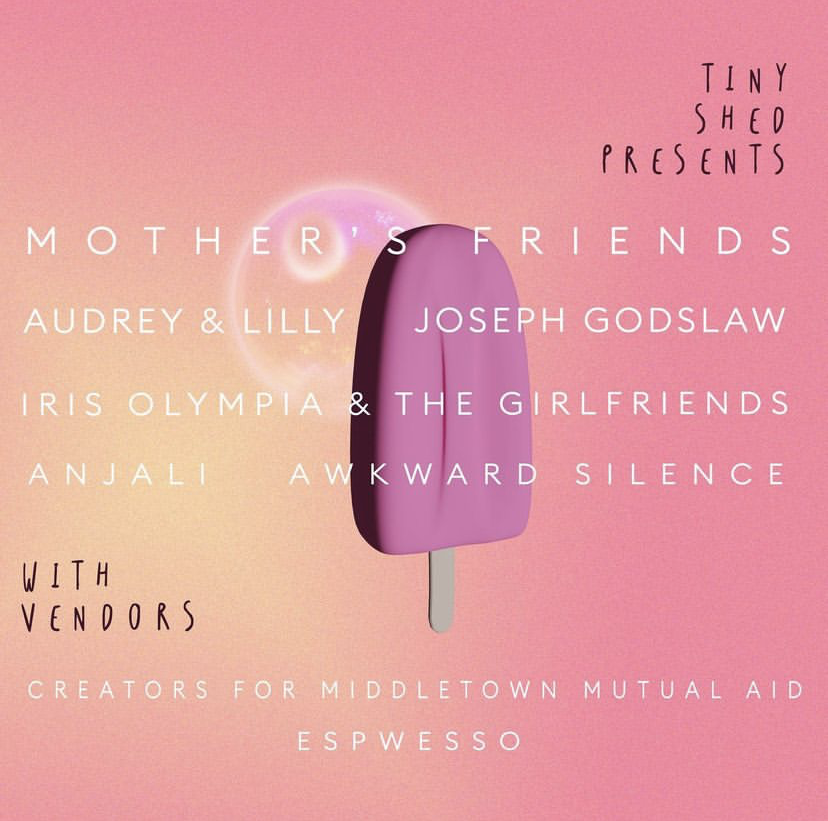 TINY
SHED
PRESENTS
MOTHER'S FRIENDS
AUDREY & LILLY JOSEPH GODSLAW
IRIS OLYMPIA & THE GIRLFRIENDS
ANJALI AWKWARD SILENCE
WITH
VENDORS
CREATORS FOR MIDDLETOWN MUTUAL AID
ESPWESSO